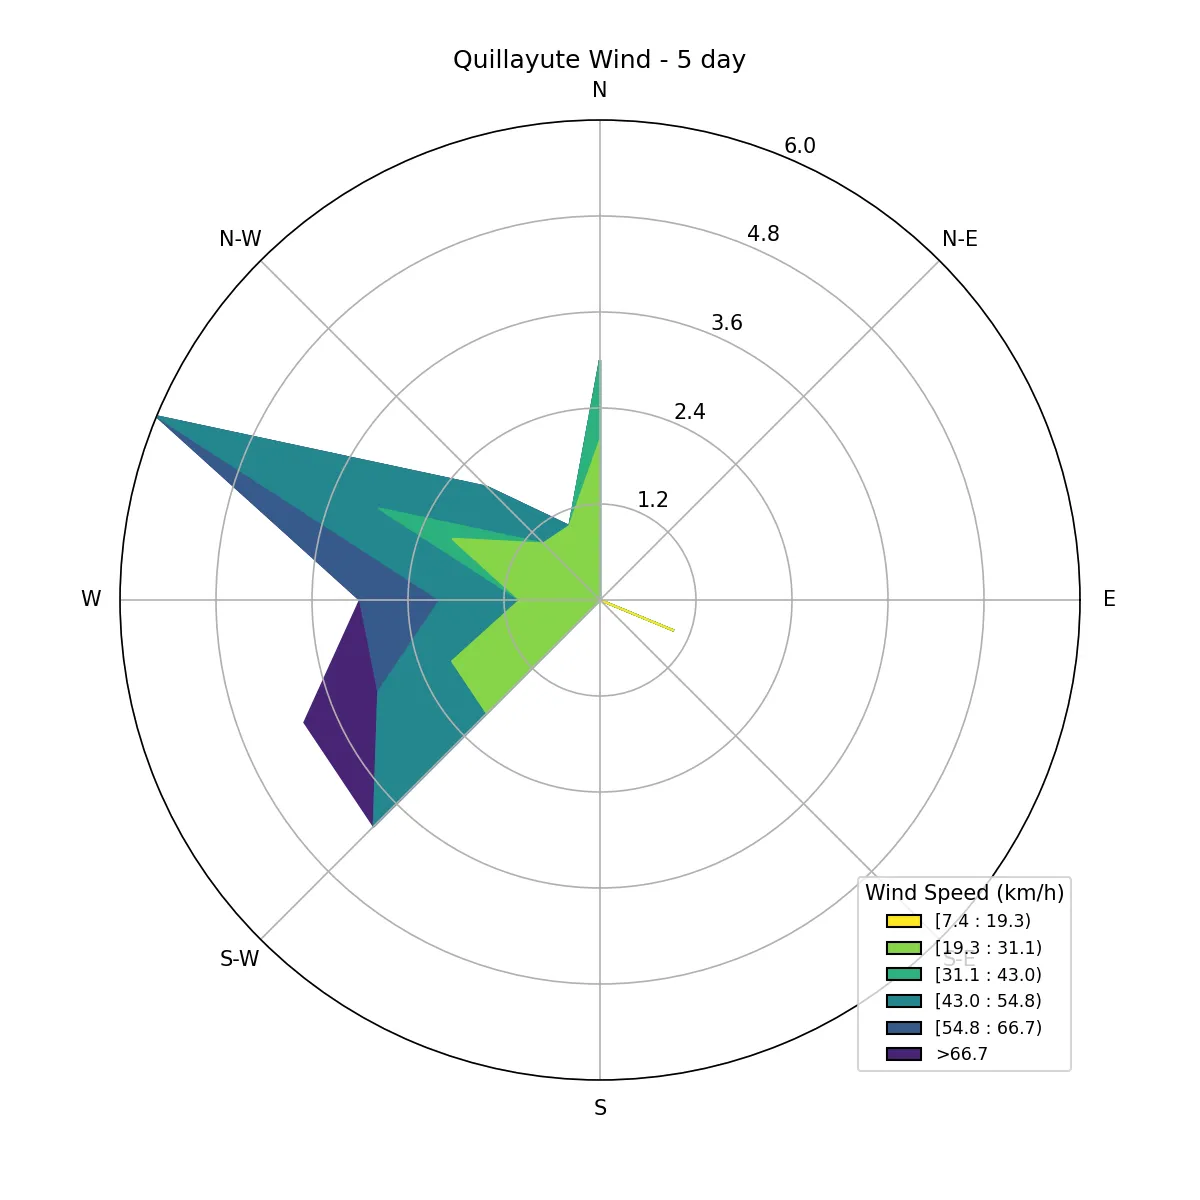 Quillayute Wind - 5 day
N
6.0
N-W
4.8
N-E
3.6
2.4
1.2
W
E
Wind Speed (km/h)
[7.4 : 19.3)
[19.3 : 31.1)
S-W
S-E
[31.1 : 43.0)
[43.0 : 54.8)
[54.8 : 66.7)
>66.7
S